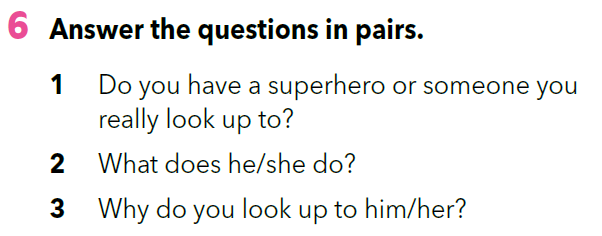 6 Answer the questions in pairs.
1 Do you have a superhero or someone you
really look up to?
2 What does he/she do?
3 Why do you look up to him/her?